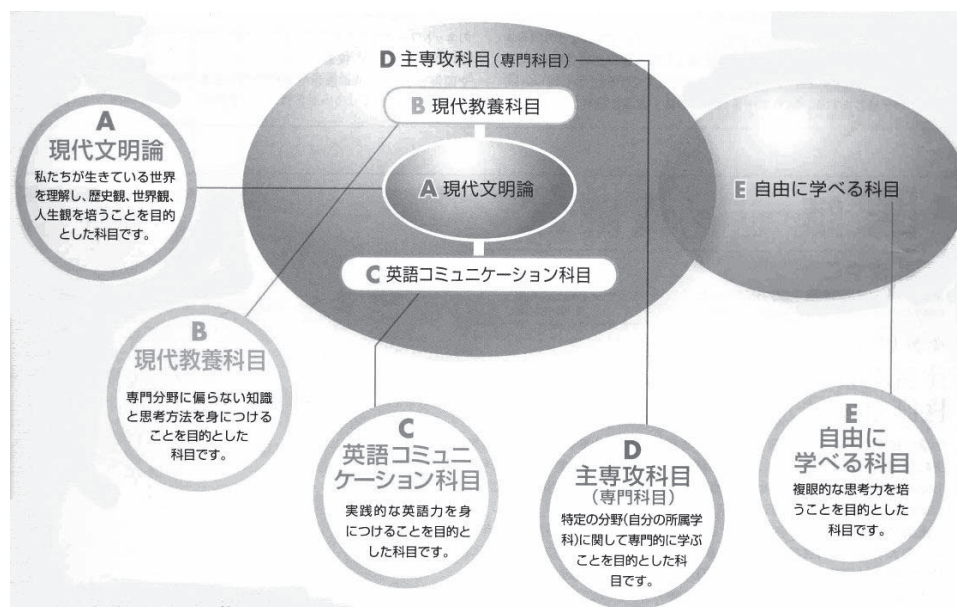 D 主専攻科目(専門科目)
B 現代教養科目
A 現代文明論
C 英語コミュニケーション科目
E 自由に学べる科目
A
現代文明論
私たちが生きている世界
を理解し、歴史観、世界観、
人生観を培うことを目的
とした科目です。
B
現代教養科目
専門分野に偏らない知識
と思考方法を身につける
ことを目的とした
科目です。
C
英語コミュニ
ケーション科目
実践的な英語力を身
につけることを目的と
した科目です。
D
主専攻科目
(専門科目)
特定の分野(自分の所属学
科)に関して専門的に学ぶ
ことを目的とした科
目です。
E
自由に
学べる科目
複眼的な思考力を培
うことを目的とした
科目です。